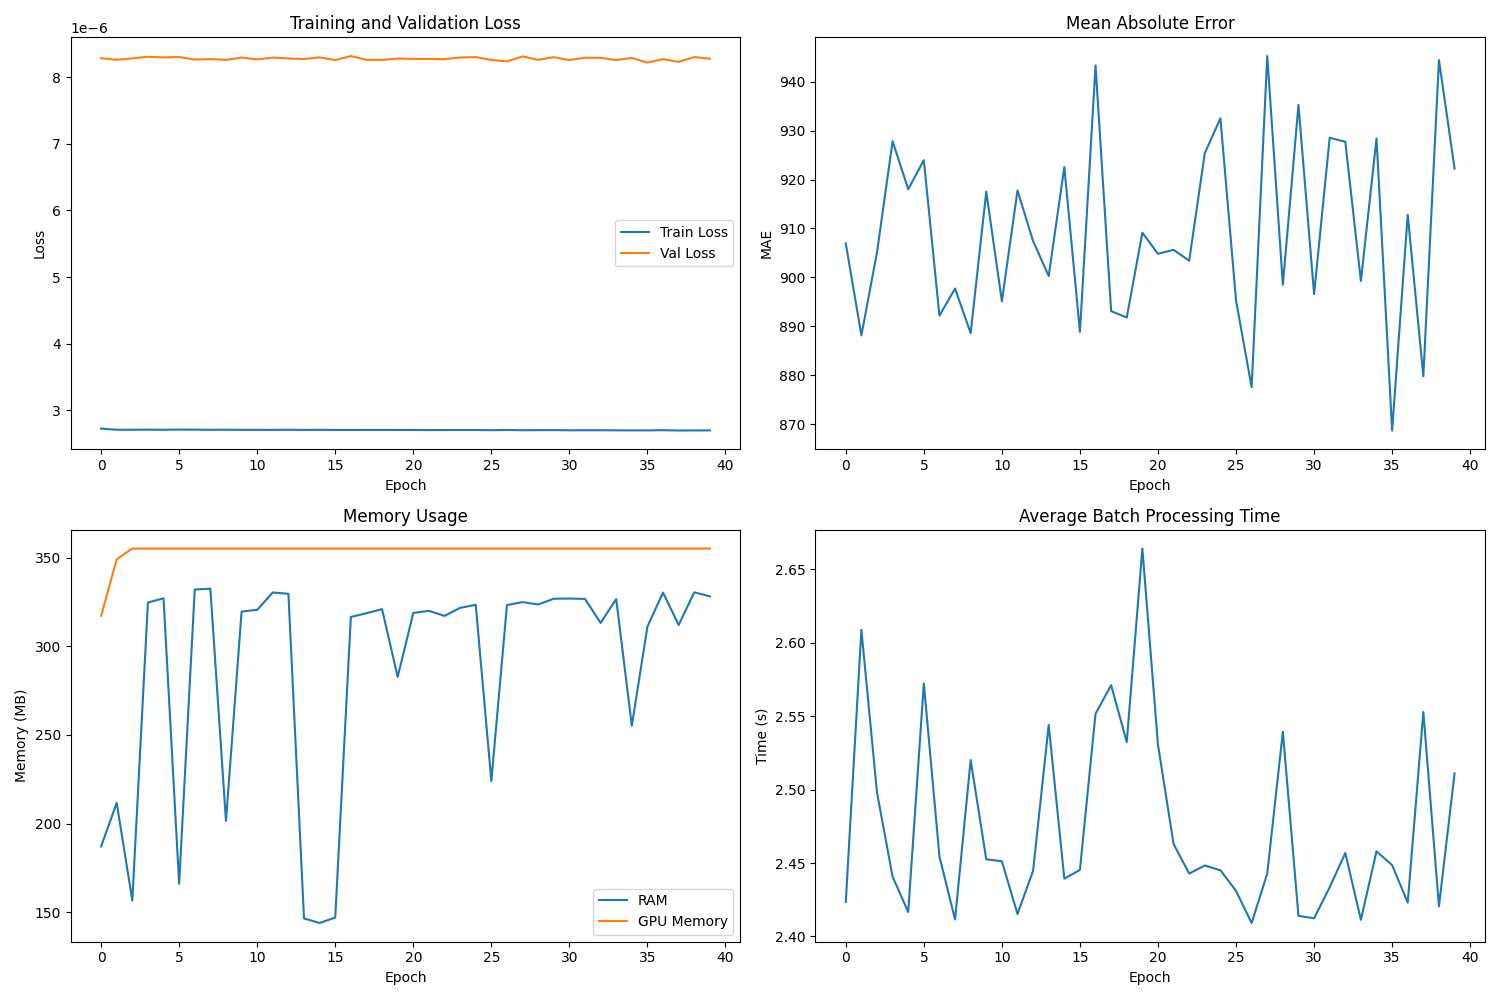 Training and Validation Loss
1e−6
8
7
6
5
4
3
Loss
0 5 10 15 20 25 30 35 40
Epoch
Train Loss
Val Loss
Mean Absolute Error
940
930
920
910
900
890
880
870
MAE
0 5 10 15 20 25 30 35 40
Epoch
Memory Usage
350
300
250
200
150
Memory (MB)
0 5 10 15 20 25 30 35 40
Epoch
RAM
GPU Memory
Average Batch Processing Time
2.65
2.60
2.55
2.50
2.45
2.40
Time (s)
0 5 10 15 20 25 30 35 40
Epoch